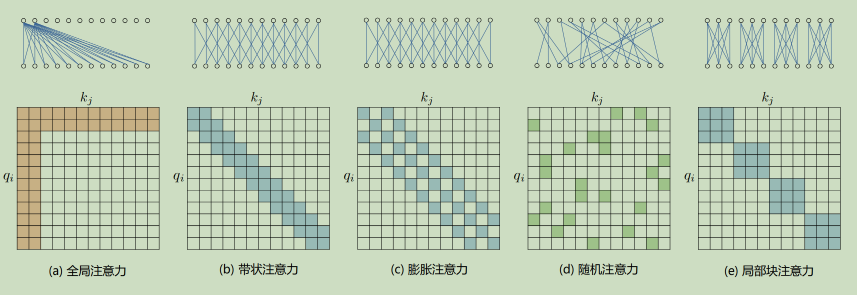 k_j k_j k_j k_j k_j
q_i q_i q_i q_i q_i
(a) 全局注意力 (b) 带状注意力 (c) 膨胀注意力 (d) 随机注意力 (e) 局部块注意力